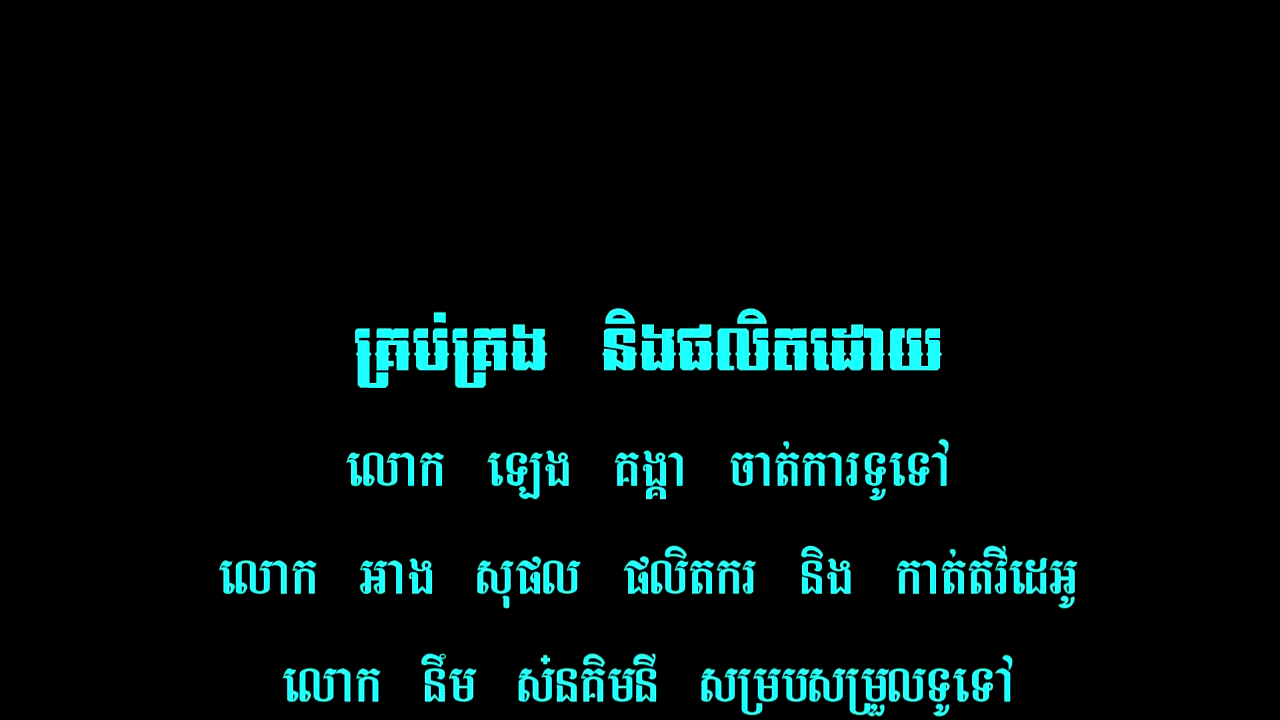 គ្រប់គ្រង និងផលិតដោយ
លោក ឡេង គង្គា ចាត់ការទូទៅ
លោក អាង សុផល ផលិតករ និង កាត់តវីដេអូ
លោក នឹម ស៎នគិមនី សម្របសម្រួលទូទៅ